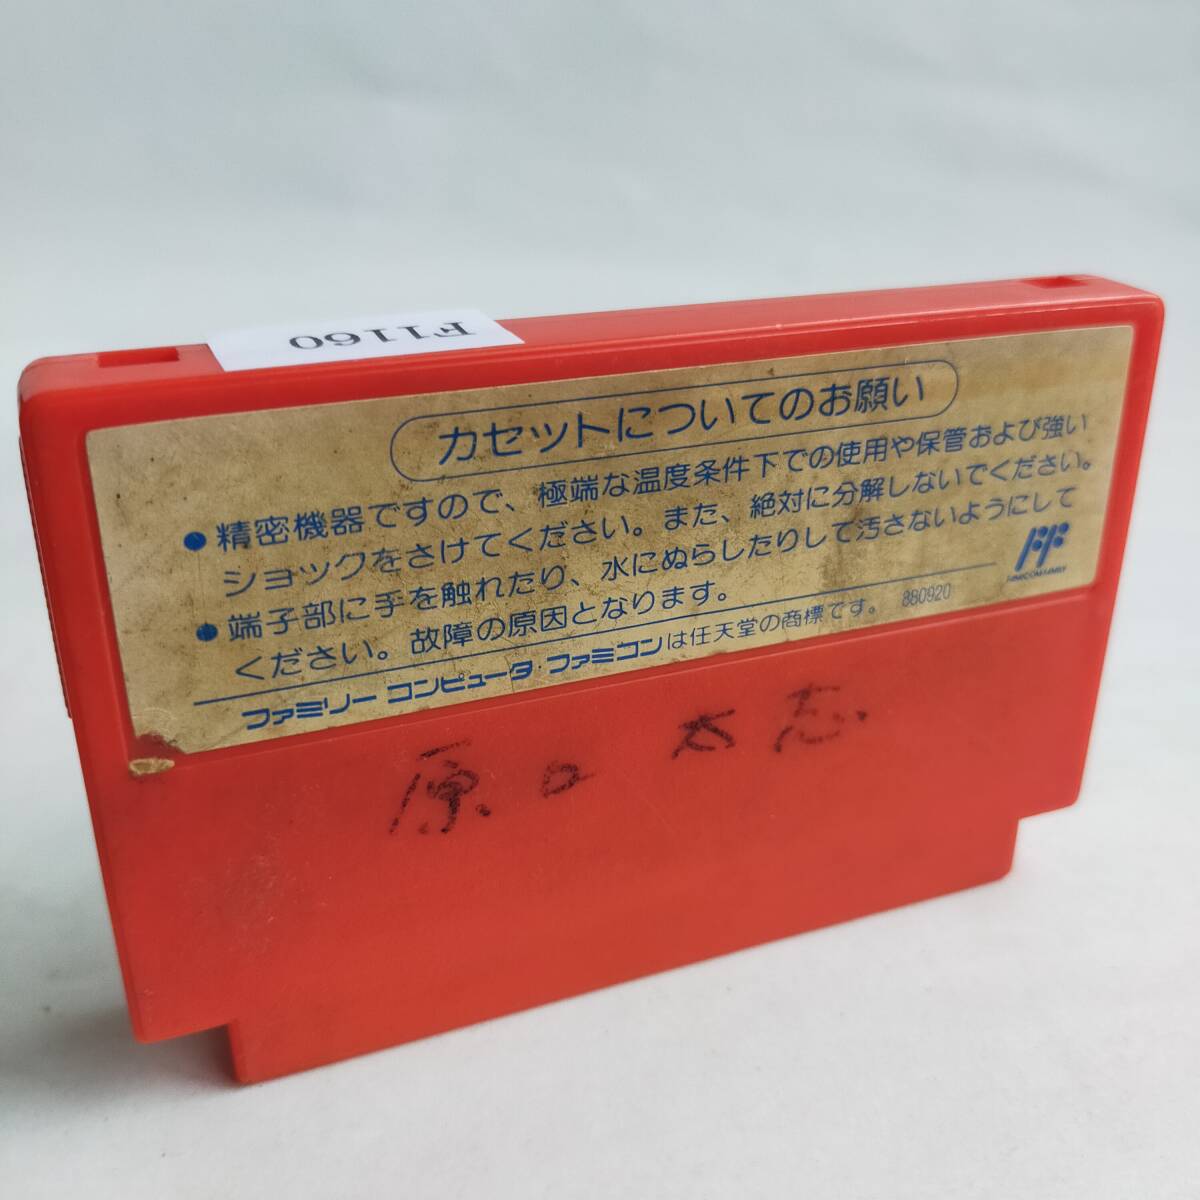 F1160
カセットについてのお願い
●精密機器ですので、極端な温度条件下での使用や保管および強い
ショックをさけてください。また、絶対に分解しないでください。
●端子部に手を触れたり、水にぬらしたりして汚さないようにして
ください。故障の原因となります。
ファミリーコンピュータ・ファミコンは任天堂の商標です。 880920
FAMICOM FAMILY
原口 太志